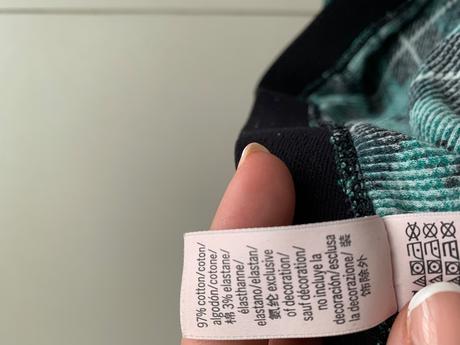 97% cotton/coton/
algodón/cotone/
棉 3% elastane/
élasthanne/
elastano/elastan/
氨纶 exclusive
of decoration/
sauf décoration/
no incluye la
decoración/esclusa
la decorazione/ 装
饰除外